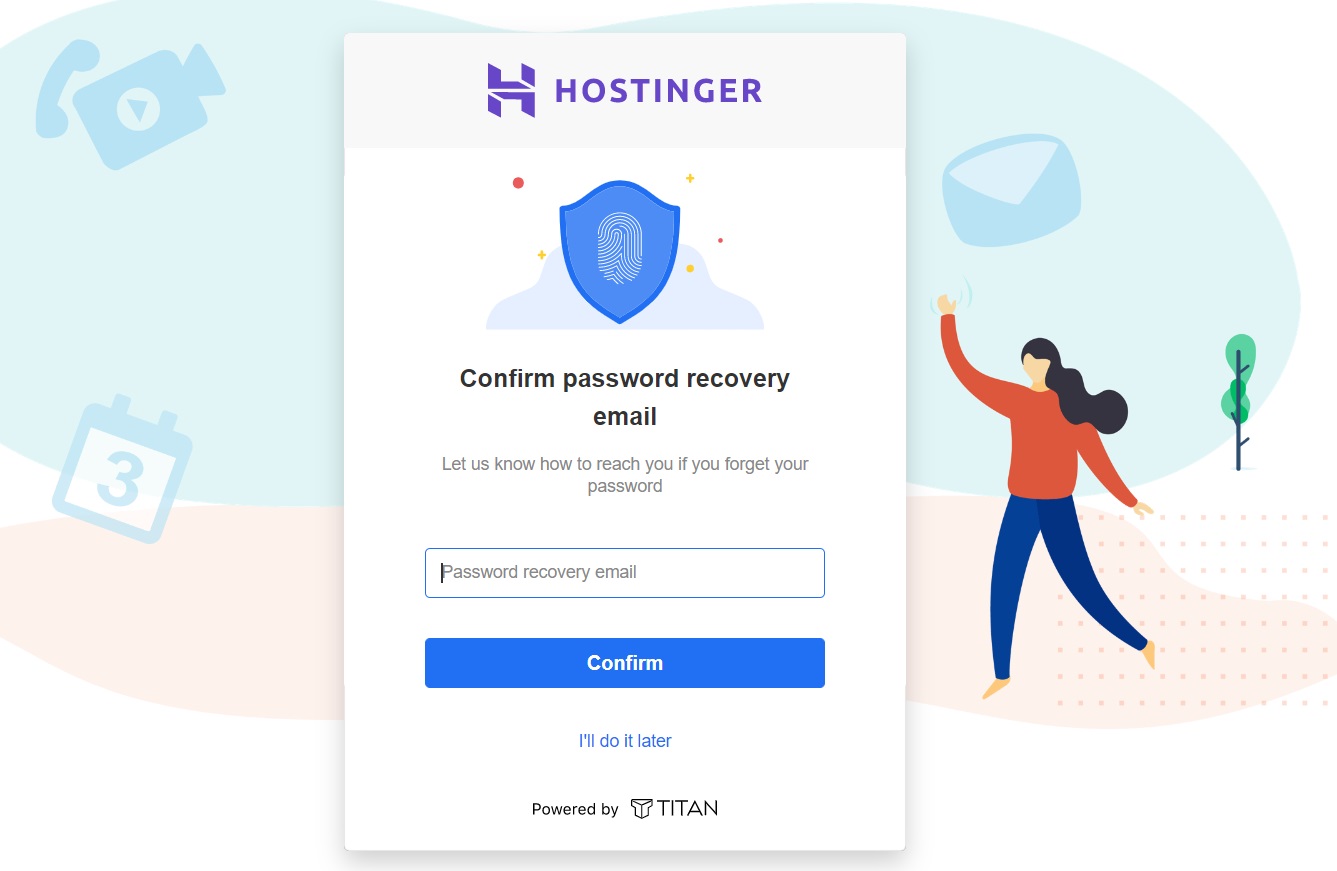 HOSTINGER
Confirm password recovery
email
Let us know how to reach you if you forget your
password
Password recovery email
Confirm
I'll do it later
Powered by TITAN
3